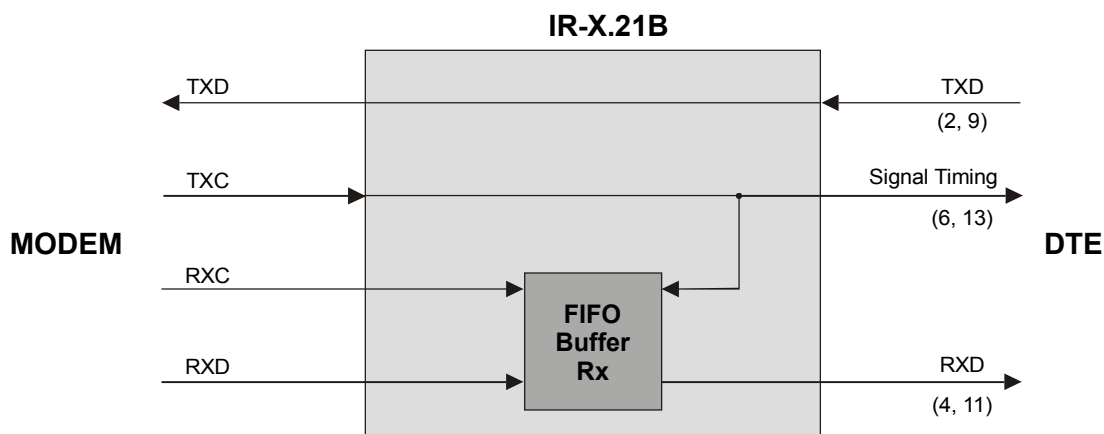 IR-X.21B
TXD
TXD
(2, 9)
TXC
Signal Timing
(6, 13)
MODEM
DTE
RXC
FIFO
Buffer
Rx
RXD
RXD
(4, 11)